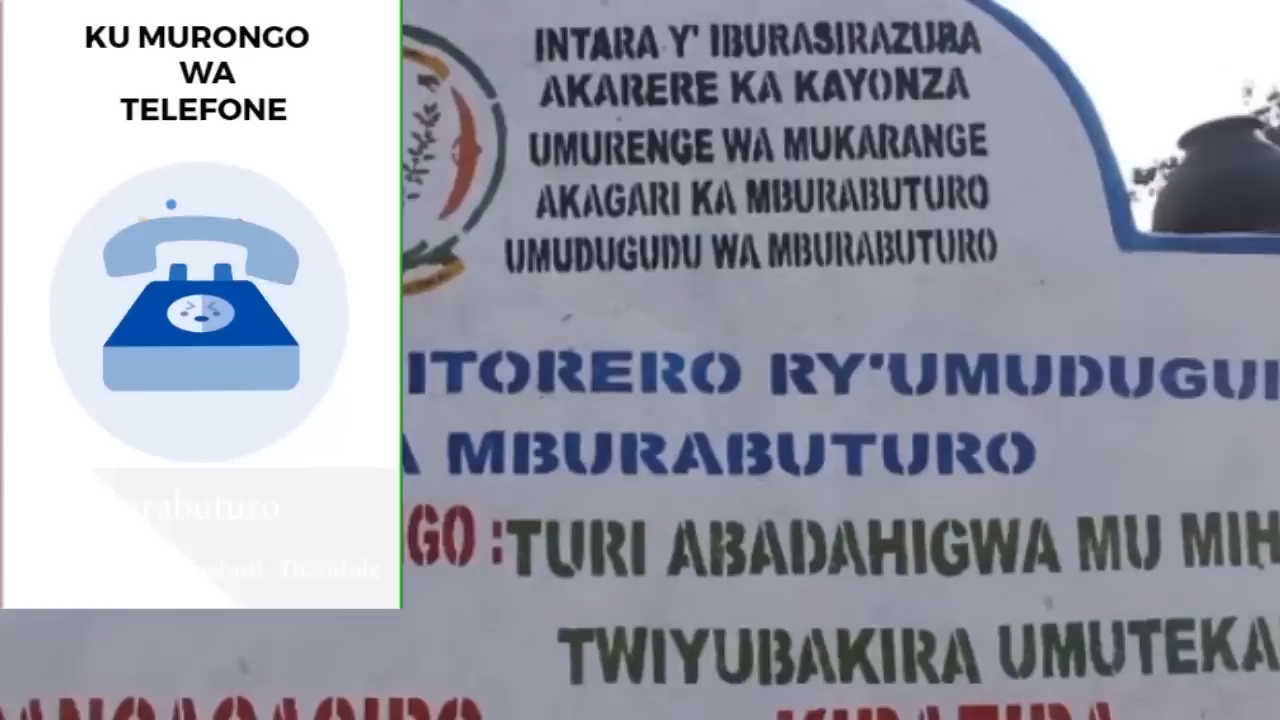 KU MURONGO
WA
TELEFONE
INTARA Y' IBURASIRAZUBA
AKARERE KA KAYONZA
UMURENGE WA MUKARANGE
AKAGARI KA MBURABUTURO
UMUDUGUDU WA MBURABUTURO
ITORERO RY'UMUDUGU
MBURABUTURO
GO : TURI ABADAHIGWA MU MIH
TWIYUBAKIRA UMUTEKA